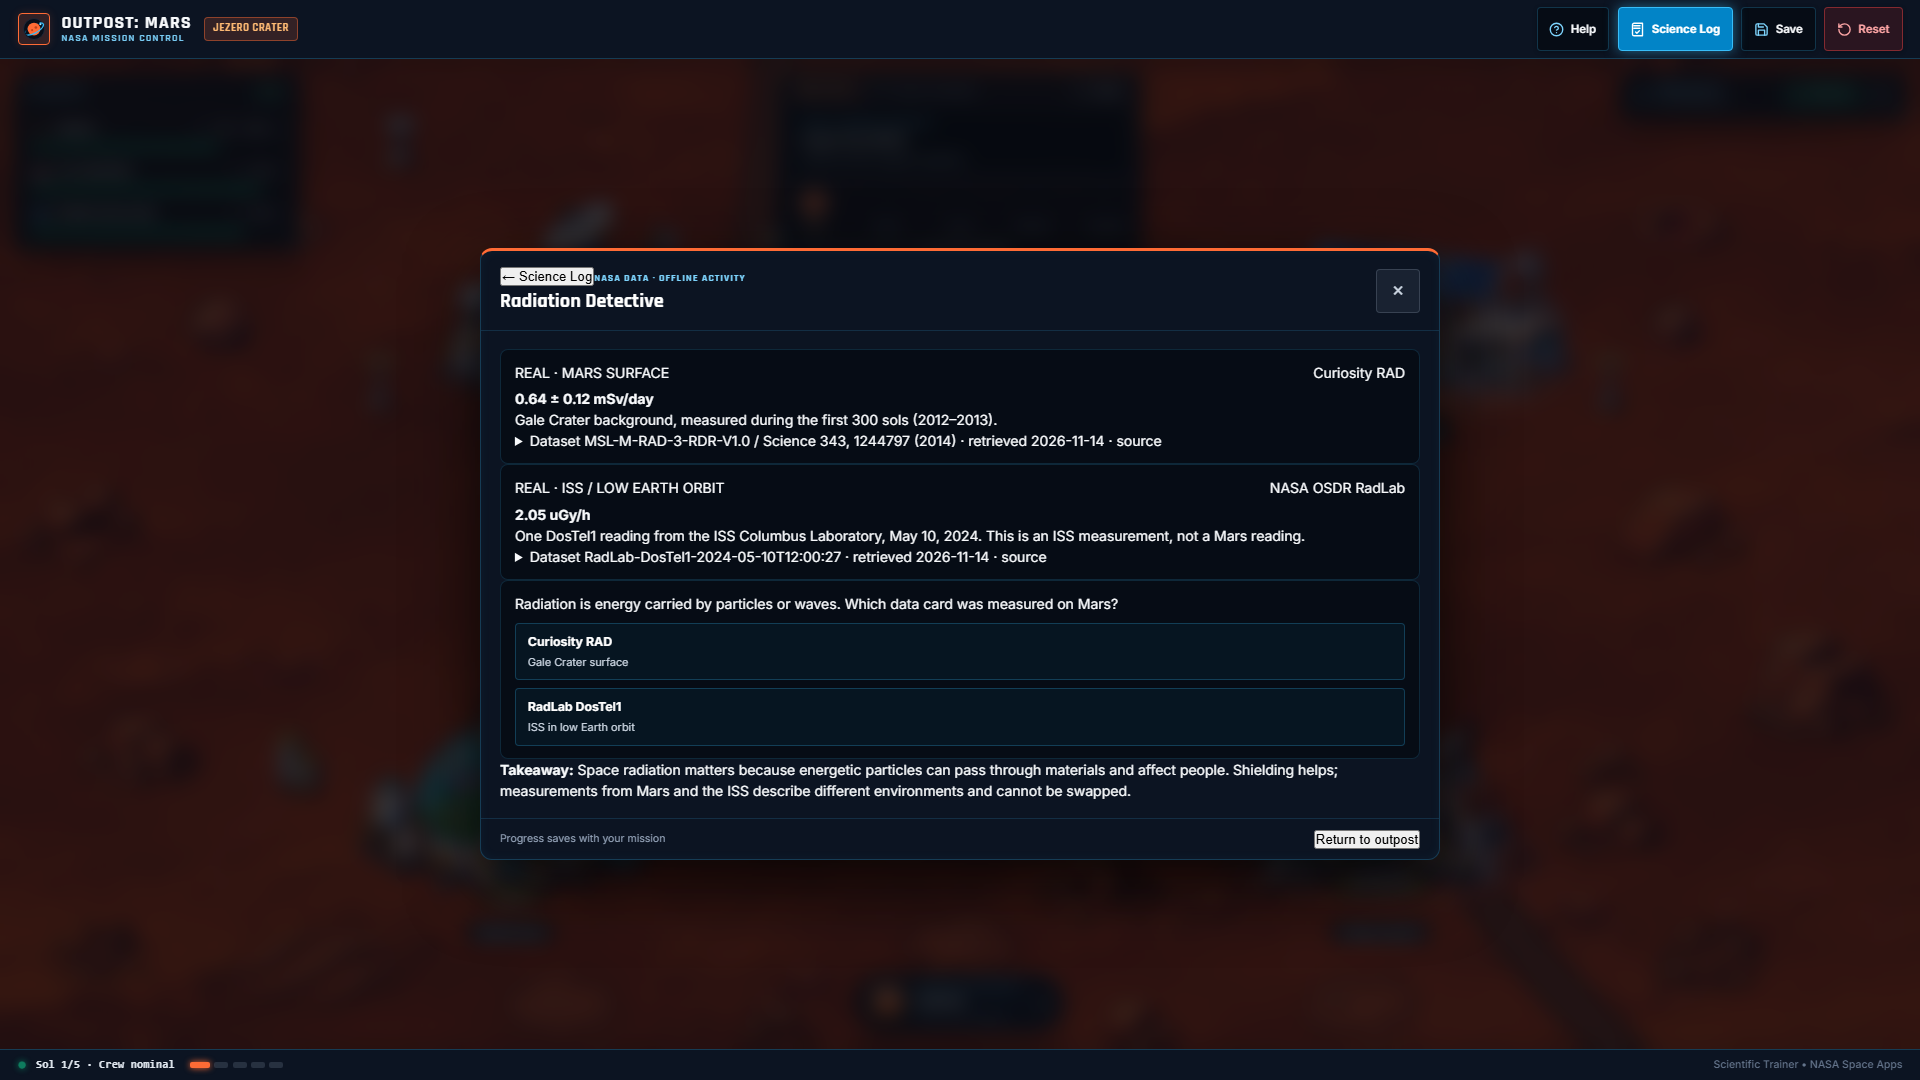 OUTPOST: MARS
NASA MISSION CONTROL
JEZERO CRATER
Help
Science Log
Save
Reset
← Science Log
NASA DATA · OFFLINE ACTIVITY
Radiation Detective
×
REAL · MARS SURFACE
Curiosity RAD
0.64 ± 0.12 mSv/day
Gale Crater background, measured during the first 300 sols (2012–2013).
▶ Dataset MSL-M-RAD-3-RDR-V1.0 / Science 343, 1244797 (2014) · retrieved 2026-11-14 · source
REAL · ISS / LOW EARTH ORBIT
NASA OSDR RadLab
2.05 uGy/h
One DosTel1 reading from the ISS Columbus Laboratory, May 10, 2024. This is an ISS measurement, not a Mars reading.
▶ Dataset RadLab-DosTel1-2024-05-10T12:00:27 · retrieved 2026-11-14 · source
Radiation is energy carried by particles or waves. Which data card was measured on Mars?
Curiosity RAD
Gale Crater surface
RadLab DosTel1
ISS in low Earth orbit
Takeaway: Space radiation matters because energetic particles can pass through materials and affect people. Shielding helps;
measurements from Mars and the ISS describe different environments and cannot be swapped.
Progress saves with your mission
Return to outpost
Sol 1/5 · Crew nominal
Scientific Trainer • NASA Space Apps